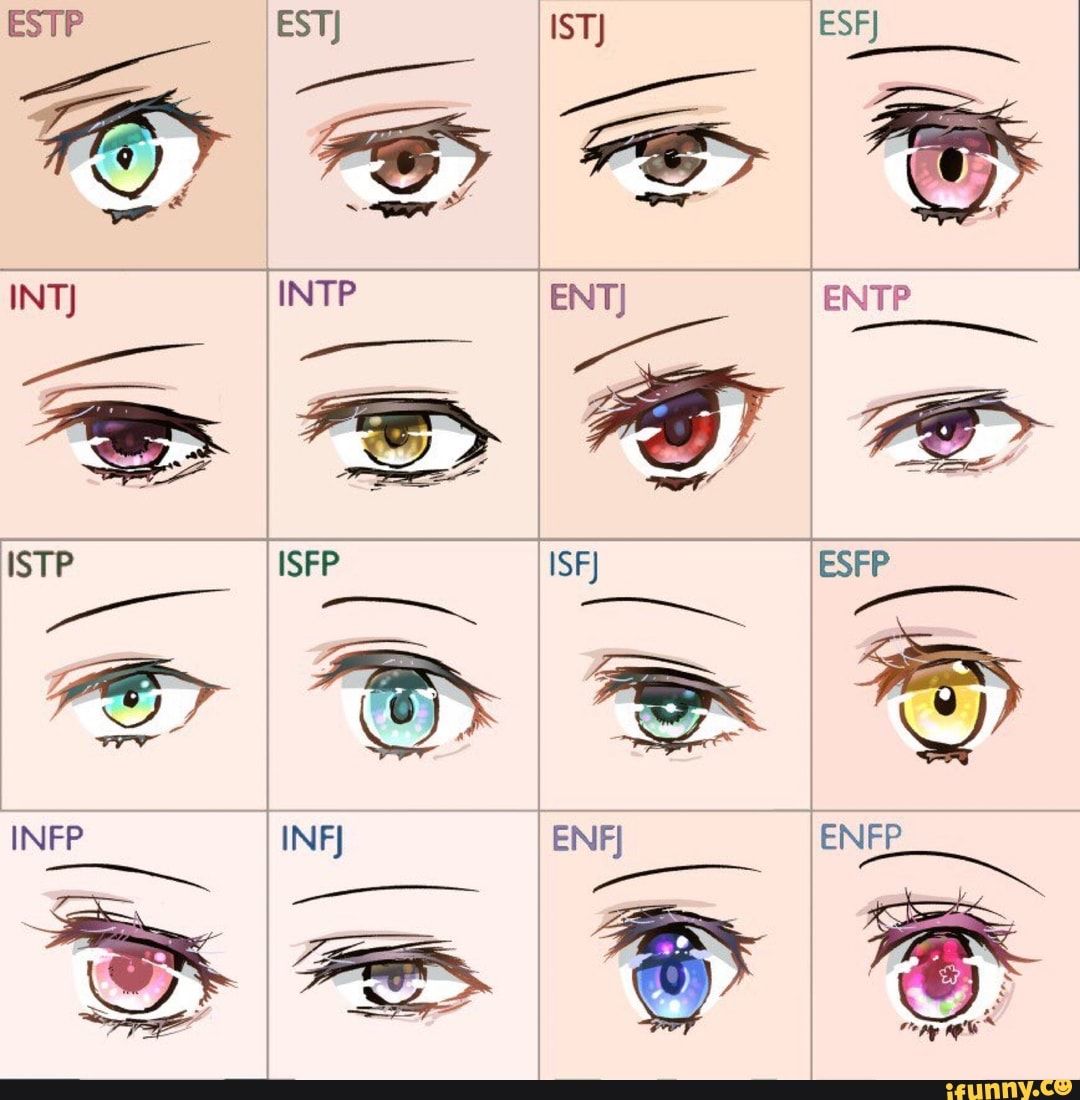 ESTP
ESTJ
ISTJ
ESFJ
INTJ
INTP
ENTJ
ENTP
ISTP
ISFP
ISFJ
ESFP
INFP
INFJ
ENFJ
ENFP
ifunny.co